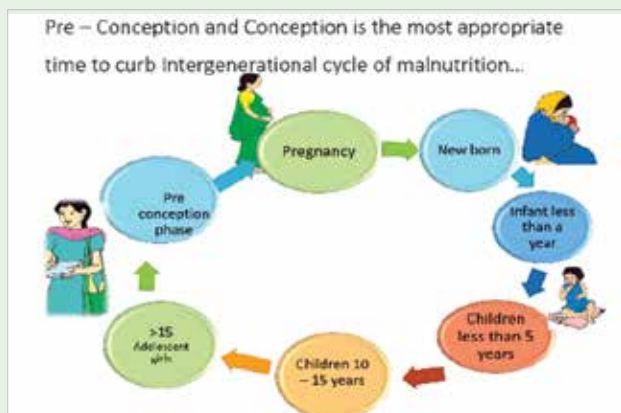 Pre – Conception and Conception is the most appropriate
time to curb Intergenerational cycle of malnutrition...
Pregnancy
New born
Infant less
than a
year
Children
less than 5
years
Children 10
– 15 years
>15
Adolescent
girls
Pre
conception
phase